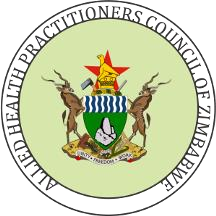 ALLIED HEALTH PRACTITIONERS COUNCIL OF ZIMBABWE
UNITY • FREEDOM • WORK